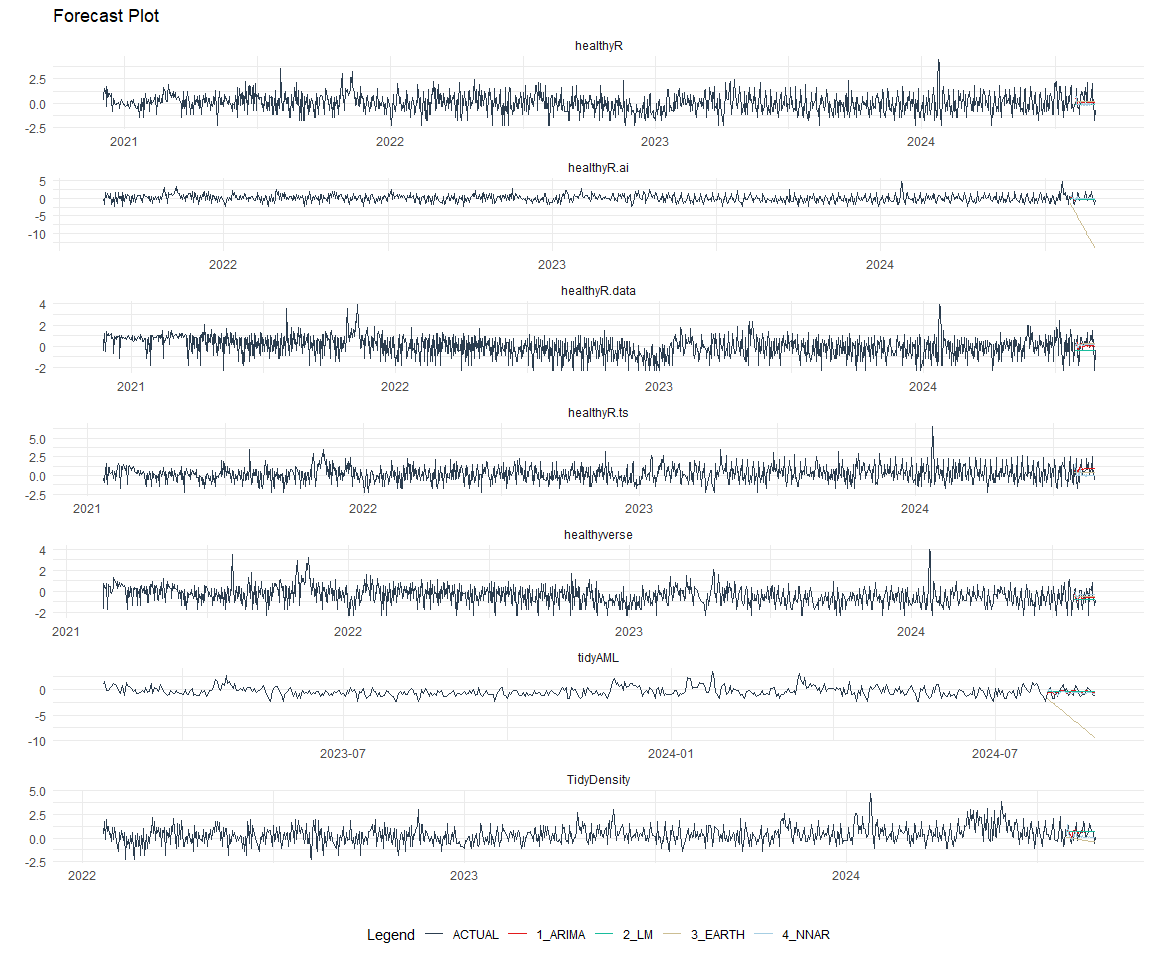 Forecast Plot
healthyR
2.5
0.0
-2.5
2021 2022 2023 2024
healthyR.ai
5
0
-5
-10
2022 2023 2024
healthyR.data
4
2
0
-2
2021 2022 2023 2024
healthyR.ts
5.0
2.5
0.0
-2.5
2021 2022 2023 2024
healthyverse
4
2
0
-2
2021 2022 2023 2024
tidyAML
0
-5
-10
2023-07 2024-01 2024-07
TidyDensity
5.0
2.5
0.0
-2.5
2022 2023 2024
Legend ACTUAL 1_ARIMA 2_LM 3_EARTH 4_NNAR